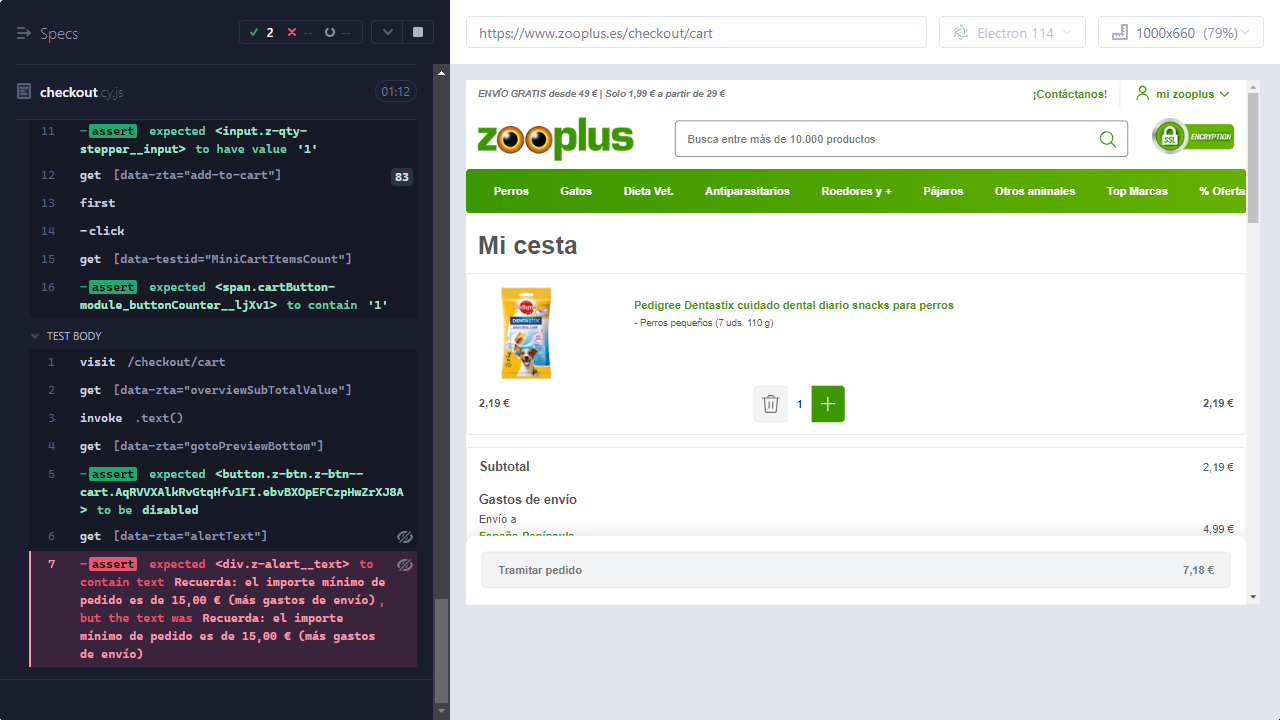 Specs
2
--
--
https://www.zooplus.es/checkout/cart
Electron 114
1000x660 (79%)
checkout.cy.js
01:12
11 -assert expected <input.z-qty-
stepper__input> to have value '1'
12 get [data-zta="add-to-cart"] 83
13 first
14 -click
15 get [data-testid="MiniCartItemsCount"]
16 -assert expected <span.cartButton-
module_buttonCounter__ljXv1> to contain '1'
TEST BODY
1 visit /checkout/cart
2 get [data-zta="overviewSubTotalValue"]
3 invoke .text()
4 get [data-zta="gotoPreviewBottom"]
5 -assert expected <button.z-btn.z-btn--
cart.AqRVVXAlkRvGtqHfv1FI.ebvBXOpEFCzpHwZrXJ8A
> to be disabled
6 get [data-zta="alertText"]
7 -assert expected <div.z-alert__text> to
contain text Recuerda: el importe mínimo de
pedido es de 15,00 € (más gastos de envío),
but the text was Recuerda: el importe
mínimo de pedido es de 15,00 € (más gastos
de envío)
ENVÍO GRATIS desde 49 € | Solo 1,99 € a partir de 29 €
¡Contáctanos!
mi zooplus
zooplus
Busca entre más de 10.000 productos
SSL ENCRYPTION
Perros Gatos Dieta Vet. Antiparasitarios Roedores y + Pájaros Otros animales Top Marcas % Oferta
Mi cesta
Pedigree
DENTASTIX
Pedigree Dentastix cuidado dental diario snacks para perros
- Perros pequeños (7 uds. 110 g)
2,19 € 1 2,19 €
Subtotal 2,19 €
Gastos de envío
Envío a
España-Península 4,99 €
Tramitar pedido 7,18 €